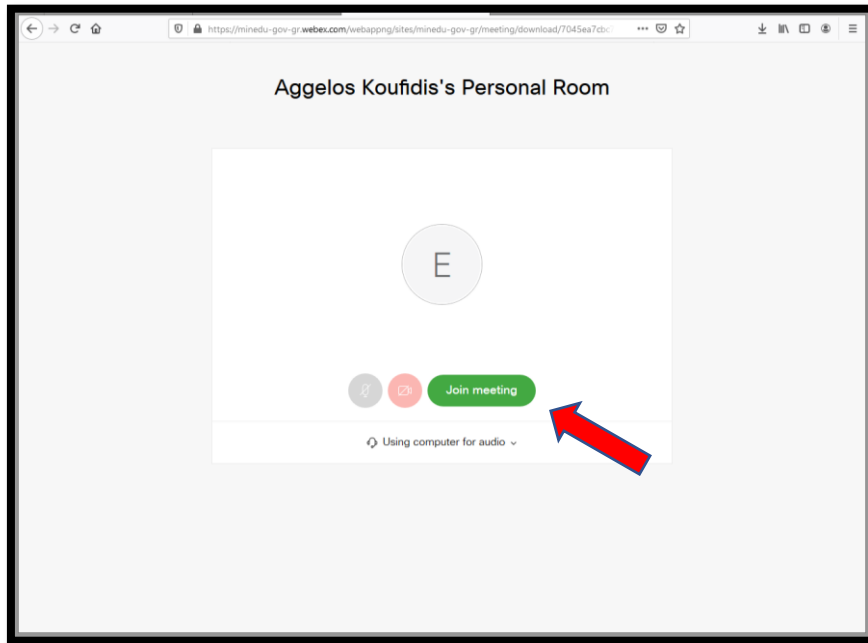 https://minedu-gov-gr.webex.com/webappng/sites/minedu-gov-gr/meeting/download/7045ea7cbc
Aggelos Koufidis's Personal Room
E
Join meeting
Using computer for audio